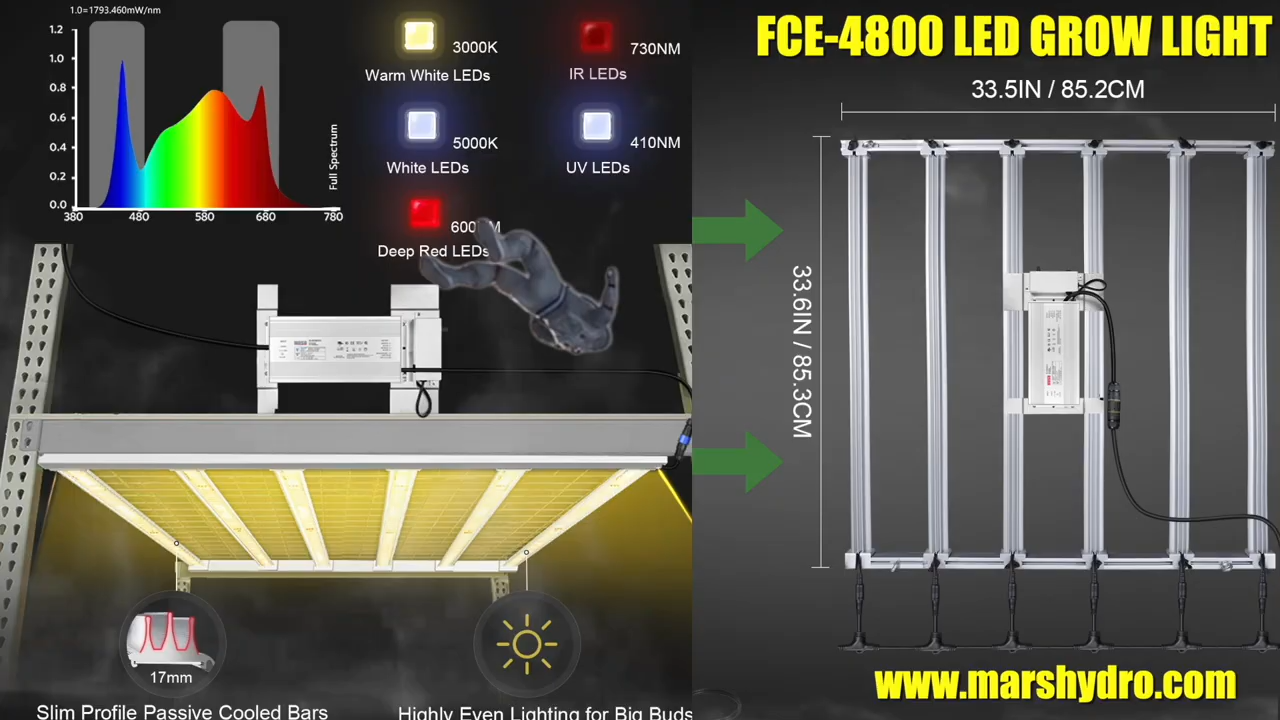 1.0=1793.460mW/nm
1.2
1.0
0.8
0.6
0.4
0.2
0.0
380
480
580
680
780
Full Spectrum
3000K
Warm White LEDs
730NM
IR LEDs
5000K
White LEDs
410NM
UV LEDs
Deep Red LEDs
17mm
Slim Profile Passive Cooled Bars
Highly Even Lighting for Big Buds
FCE-4800 LED GROW LIGHT
33.5IN / 85.2CM
33.6IN / 85.3CM
www.marshydro.com